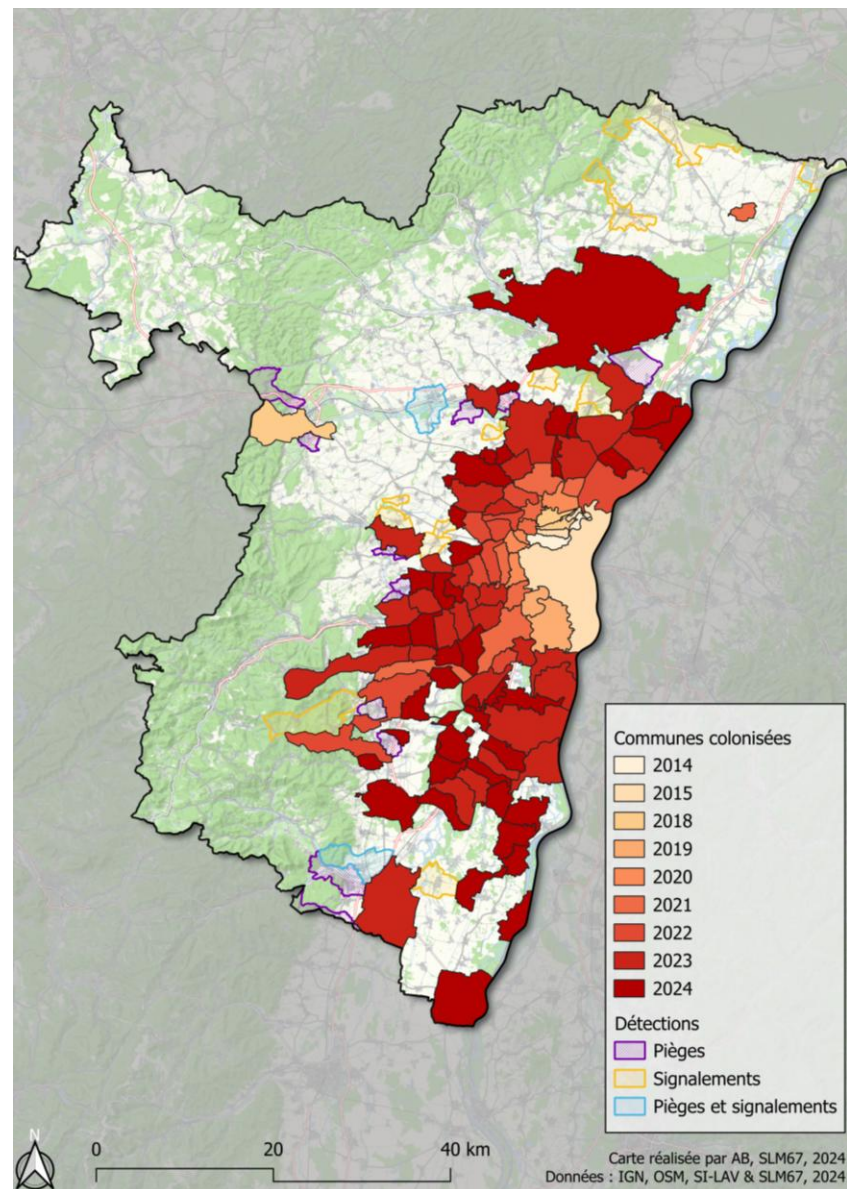 Communes colonisées
2014
2015
2018
2019
2020
2021
2022
2023
2024
Détections
Pièges
Signalements
Pièges et signalements
N
0 20 40 km
Carte réalisée par AB, SLM67, 2024
Données : IGN, OSM, SI-LAV & SLM67, 2024